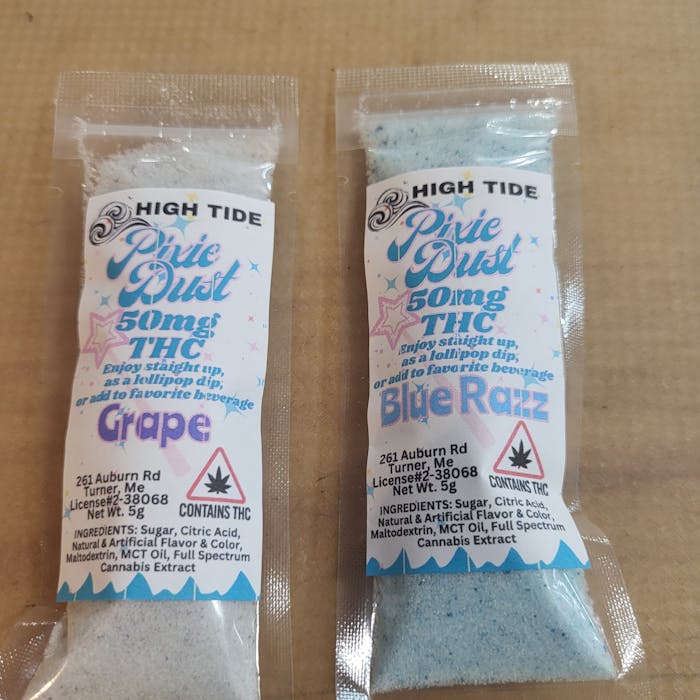 HIGH TIDE
Pixie
Dust
50mg
THC
Enjoy staight up,
as a lollipop dip,
or add to favorite beverage
Grape
261 Auburn Rd
Turner, Me
License#2-38068
Net Wt. 5g
CONTAINS THC
INGREDIENTS: Sugar, Citric Acid,
Natural & Artificial Flavor & Color,
Maltodextrin, MCT Oil, Full Spectrum
Cannabis Extract
HIGH TIDE
Pixie
Dust
50mg
THC
Enjoy staight up,
as a lollipop dip,
or add to favorite beverage
Blue Razz
261 Auburn Rd
Turner, Me
License#2-38068
Net Wt. 5g
CONTAINS THC
INGREDIENTS: Sugar, Citric Acid,
Natural & Artificial Flavor & Color,
Maltodextrin, MCT Oil, Full Spectrum
Cannabis Extract